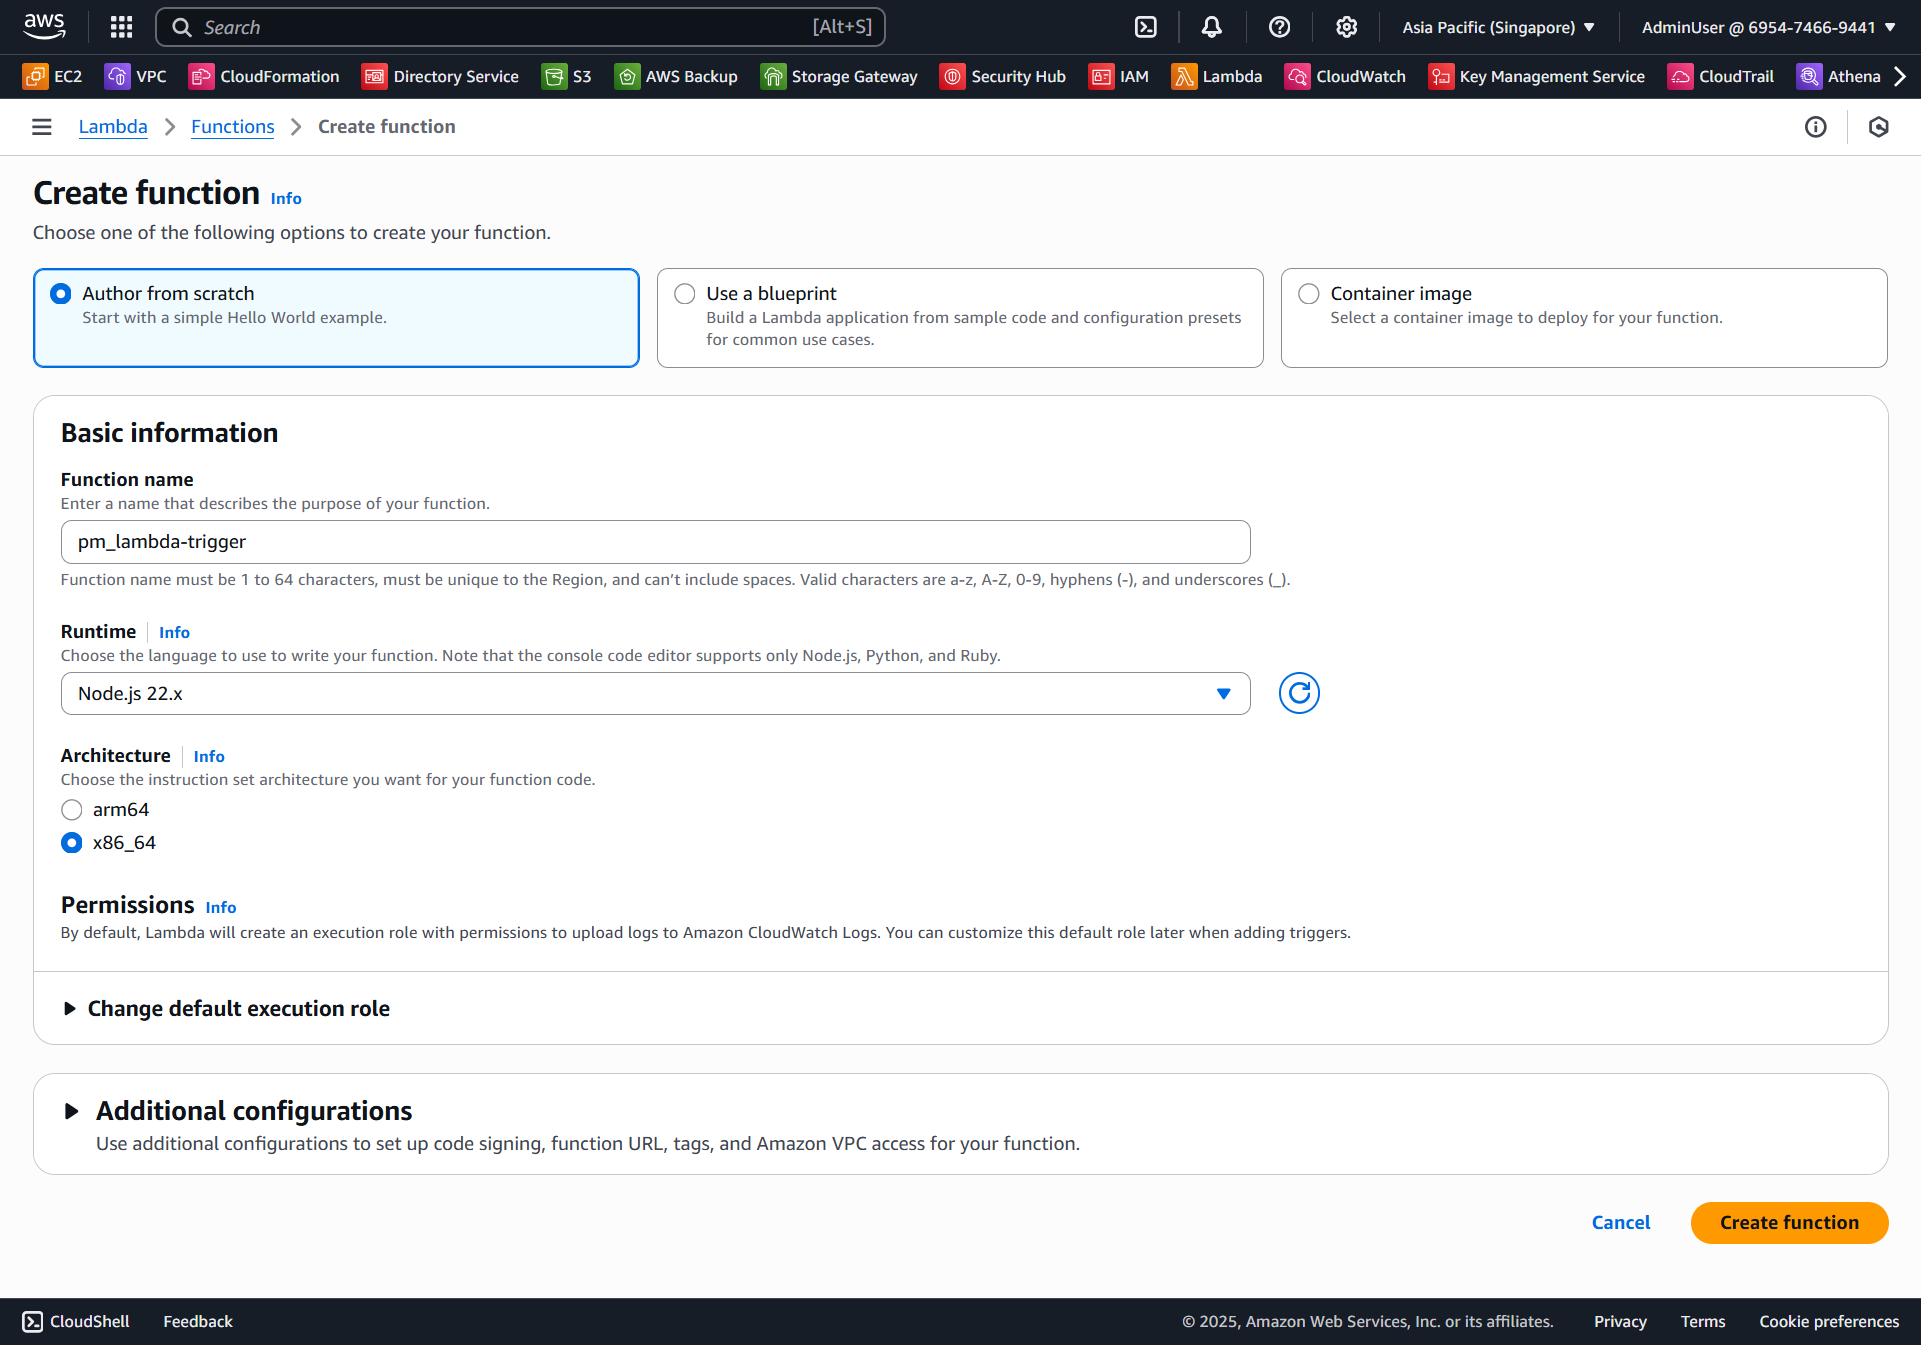 aws
Search [Alt+S]
Asia Pacific (Singapore)
AdminUser @ 6954-7466-9441
EC2 VPC CloudFormation Directory Service S3 AWS Backup Storage Gateway Security Hub IAM Lambda CloudWatch Key Management Service CloudTrail Athena
Lambda Functions Create function
Create function Info
Choose one of the following options to create your function.
Author from scratch
Start with a simple Hello World example.
Use a blueprint
Build a Lambda application from sample code and configuration presets
for common use cases.
Container image
Select a container image to deploy for your function.
Basic information
Function name
Enter a name that describes the purpose of your function.
pm_lambda-trigger
Function name must be 1 to 64 characters, must be unique to the Region, and can't include spaces. Valid characters are a-z, A-Z, 0-9, hyphens (-), and underscores (_).
Runtime Info
Choose the language to use to write your function. Note that the console code editor supports only Node.js, Python, and Ruby.
Node.js 22.x
Architecture Info
Choose the instruction set architecture you want for your function code.
arm64
x86_64
Permissions Info
By default, Lambda will create an execution role with permissions to upload logs to Amazon CloudWatch Logs. You can customize this default role later when adding triggers.
Change default execution role
Additional configurations
Use additional configurations to set up code signing, function URL, tags, and Amazon VPC access for your function.
Cancel Create function
CloudShell Feedback © 2025, Amazon Web Services, Inc. or its affiliates. Privacy Terms Cookie preferences